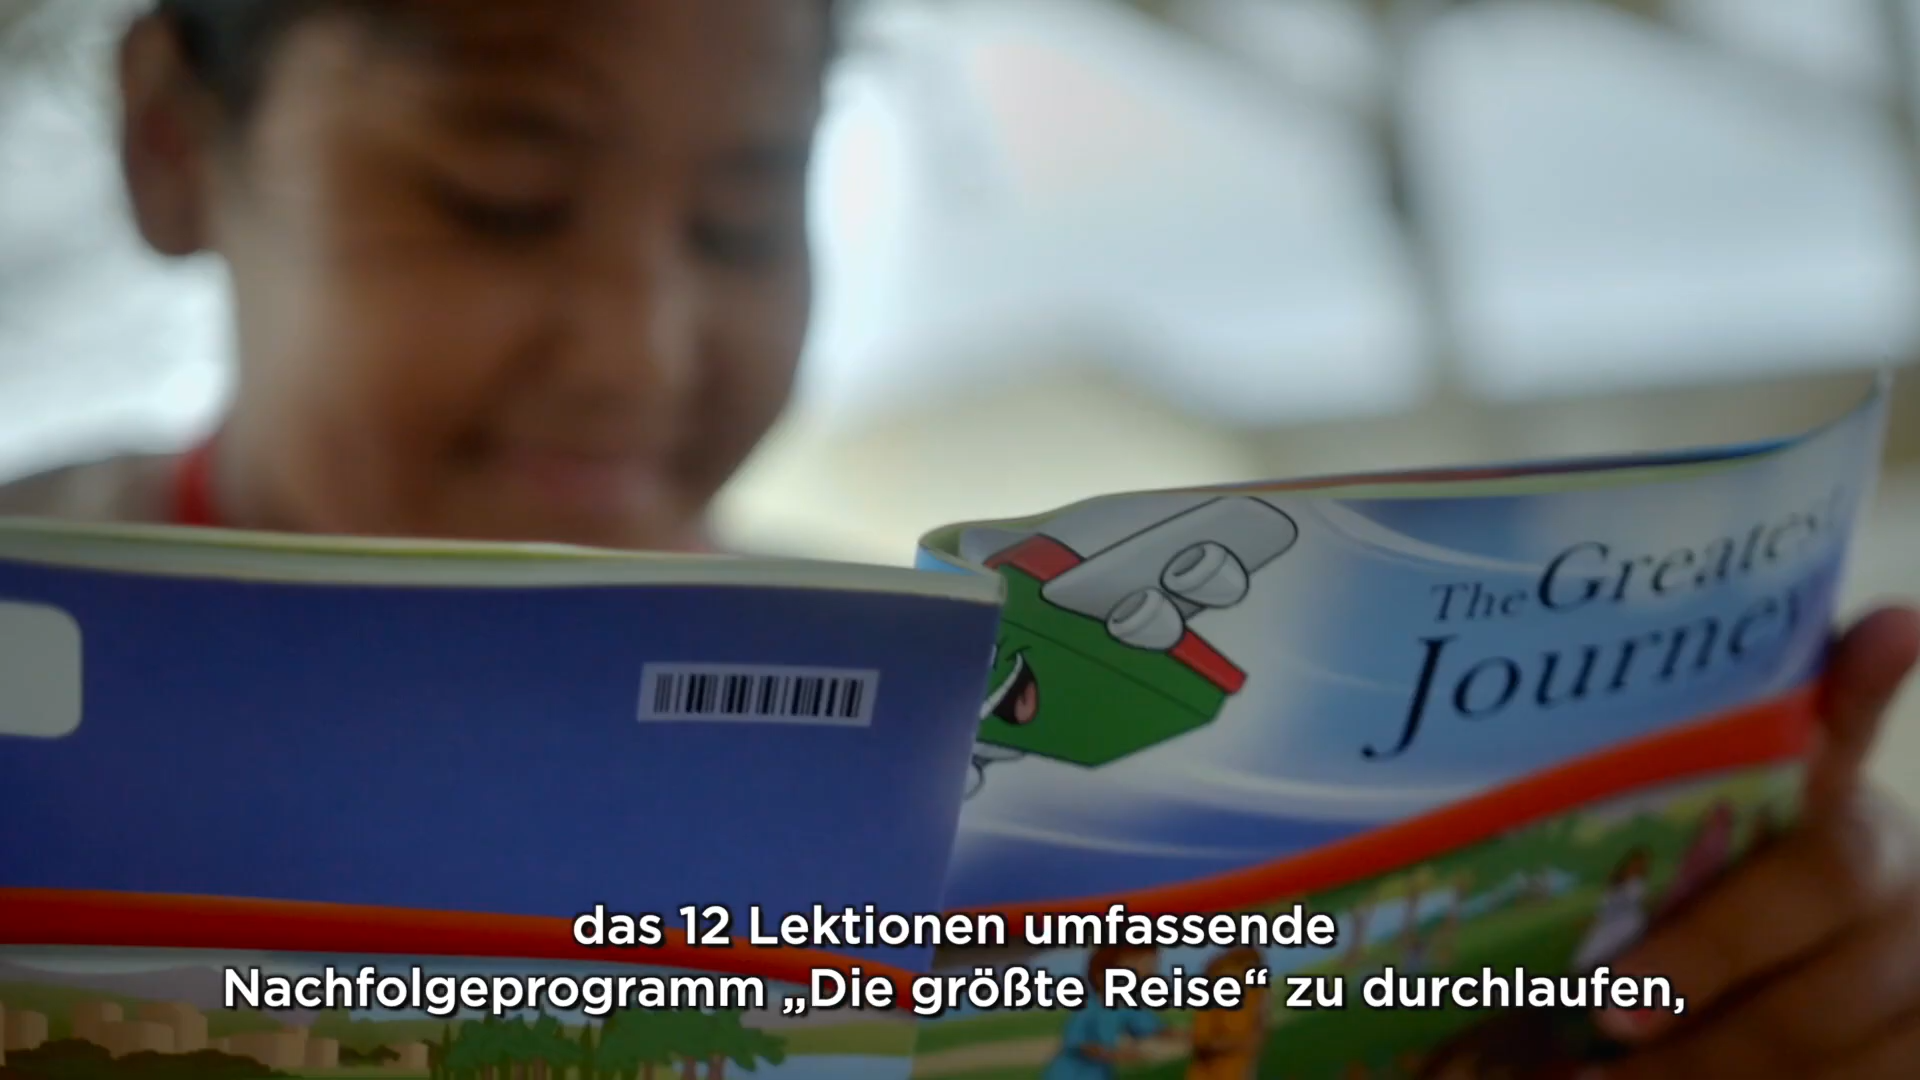 The Greatest
Journey
das 12 Lektionen umfassende
Nachfolgeprogramm „Die größte Reise“ zu durchlaufen,